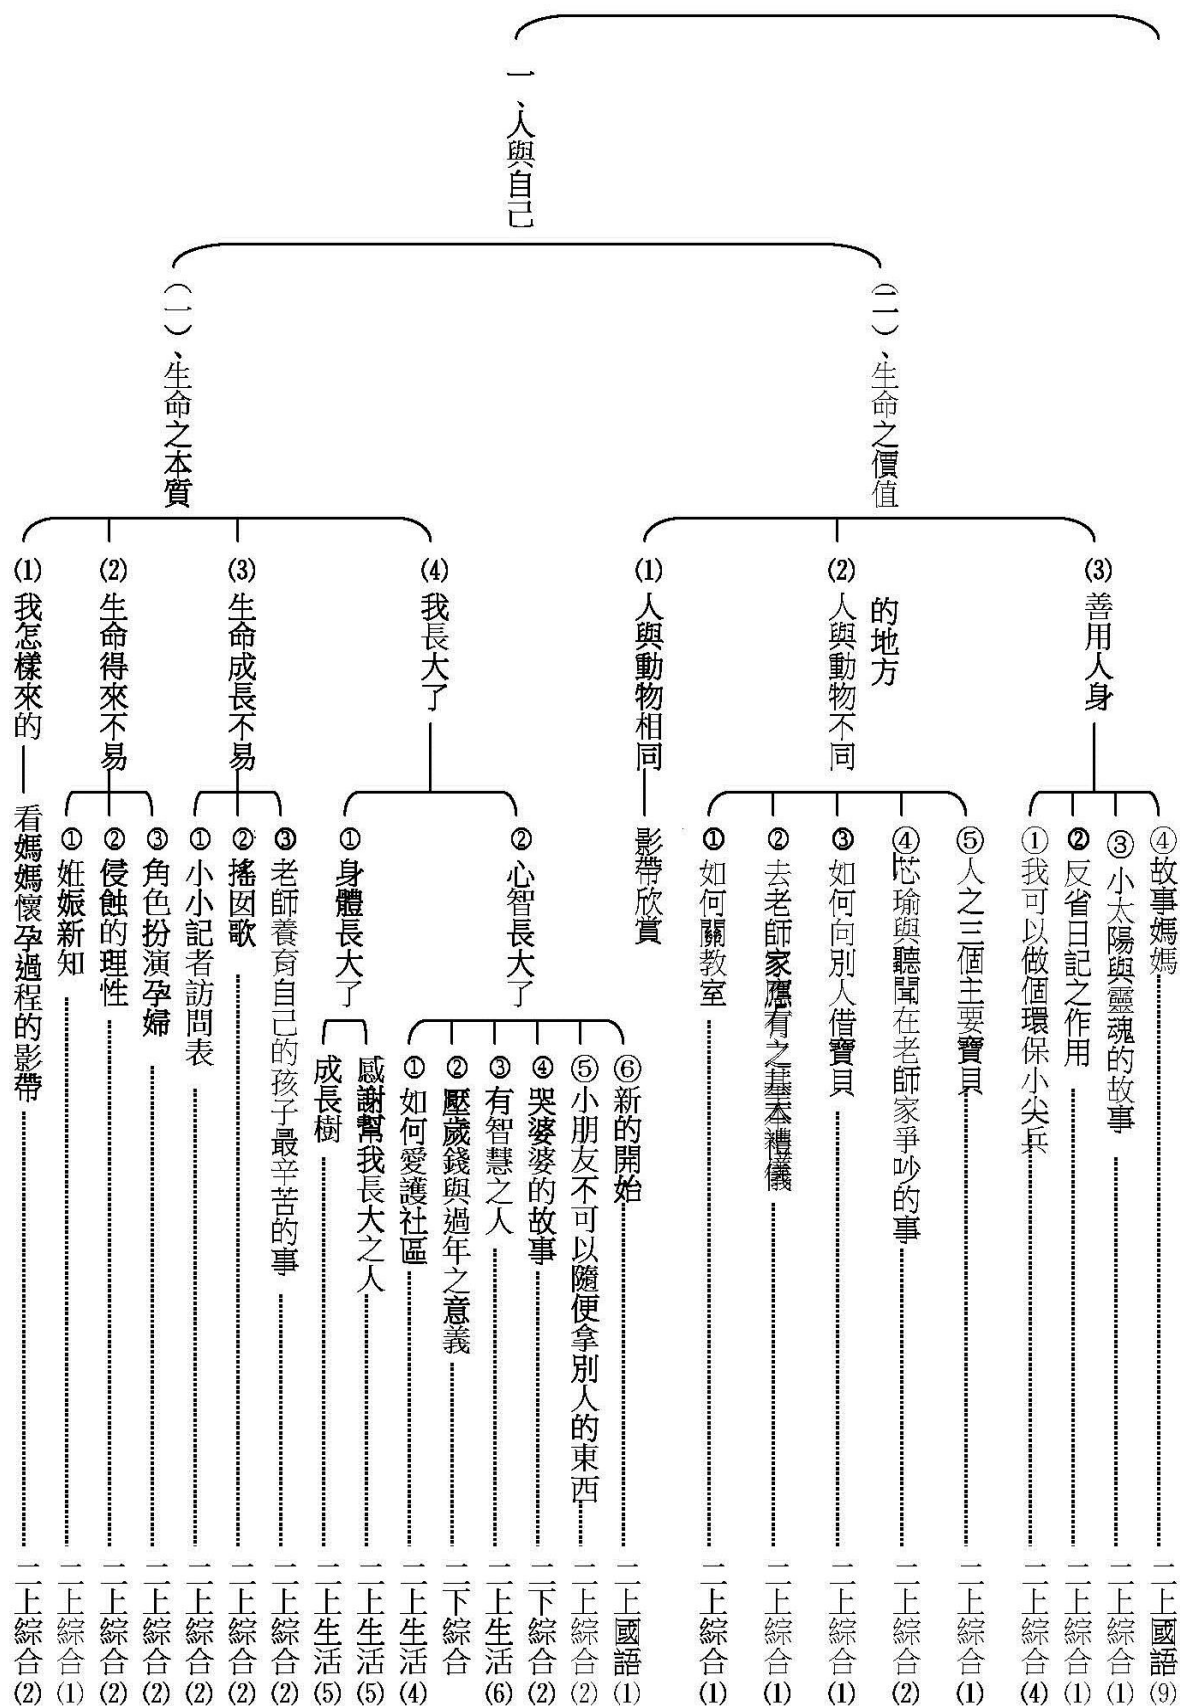 一、人與自己
(一)、生命之本質
(二)、生命之價值
(1)我怎樣來的
(2)生命得來不易
(3)生命成長不易
(4)我長大了
(1)人與動物相同
(2)人與動物不同
的地方
(3)善用人身
看媽媽懷孕過程的影帶
①妊娠新知
②侵蝕的理性
③角色扮演孕婦
①小小記者訪問表
②搖囡歌
③老師養育自己的孩子最辛苦的事
①身體長大了
②心智長大了
成長樹
感謝幫我長大之人
①如何愛護社區
②壓歲錢與過年之意義
③有智慧之人
④哭婆婆的故事
⑤小朋友不可以隨便拿別人的東西
⑥新的開始
影帶欣賞
①如何關教室
②去老師家應有之基本禮儀
③如何向別人借寶貝
④芯瑜與聽聞在老師家爭吵的事
⑤人之三個主要寶貝
①我可以做個環保小尖兵
②反省日記之作用
③小太陽與靈魂的故事
④故事媽媽
二上綜合(2)
二上綜合(1)
二上綜合(2)
二上綜合(2)
二上綜合(2)
二上綜合(2)
二上綜合(2)
二上生活(5)
二上生活(5)
二上生活(4)
二下綜合
二上生活(6)
二下綜合(2)
二上綜合(2)
二上國語(1)
二上綜合(1)
二上綜合(1)
二上綜合(1)
二上綜合(2)
二上綜合(1)
二上綜合(4)
二上綜合(1)
二上綜合(1)
二上國語(9)